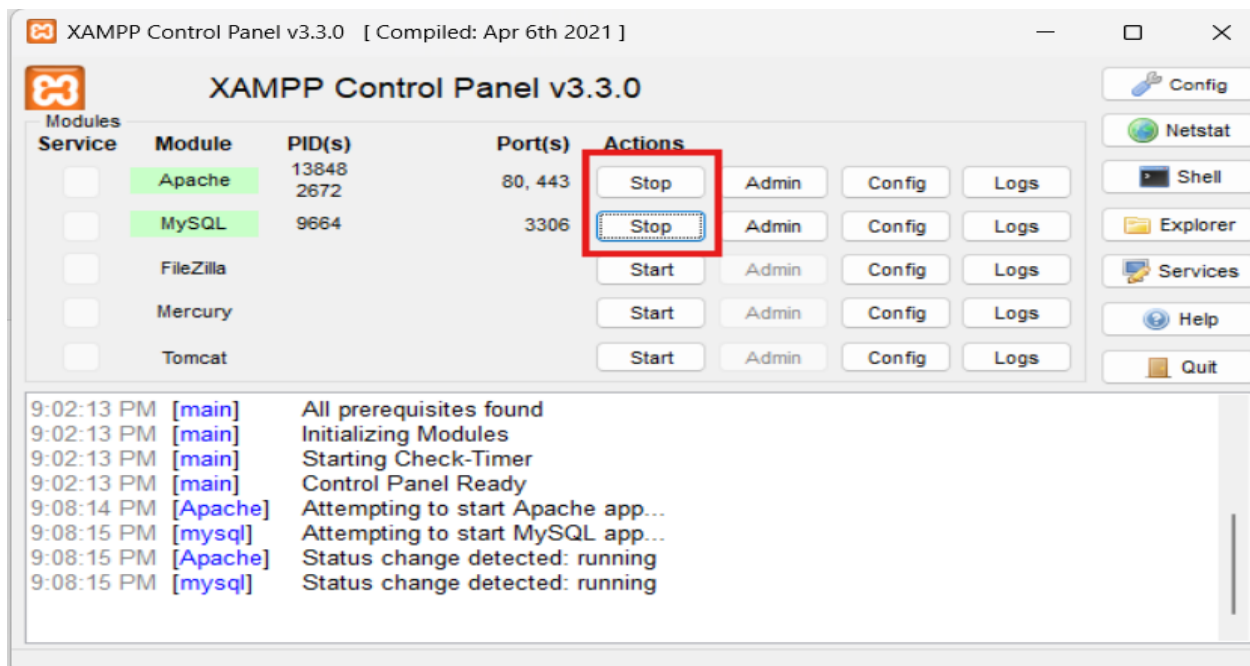 XAMPP Control Panel v3.3.0 [ Compiled: Apr 6th 2021 ]
XAMPP Control Panel v3.3.0
Config
Modules
Netstat
Service Module PID(s) Port(s) Actions
Apache 13848 2672 80, 443 Stop Admin Config Logs
Shell
MySQL 9664 3306 Stop Admin Config Logs
Explorer
FileZilla Start Admin Config Logs
Services
Mercury Start Admin Config Logs
Help
Tomcat Start Admin Config Logs
Quit
9:02:13 PM [main] All prerequisites found
9:02:13 PM [main] Initializing Modules
9:02:13 PM [main] Starting Check-Timer
9:02:13 PM [main] Control Panel Ready
9:08:14 PM [Apache] Attempting to start Apache app...
9:08:15 PM [mysql] Attempting to start MySQL app...
9:08:15 PM [Apache] Status change detected: running
9:08:15 PM [mysql] Status change detected: running